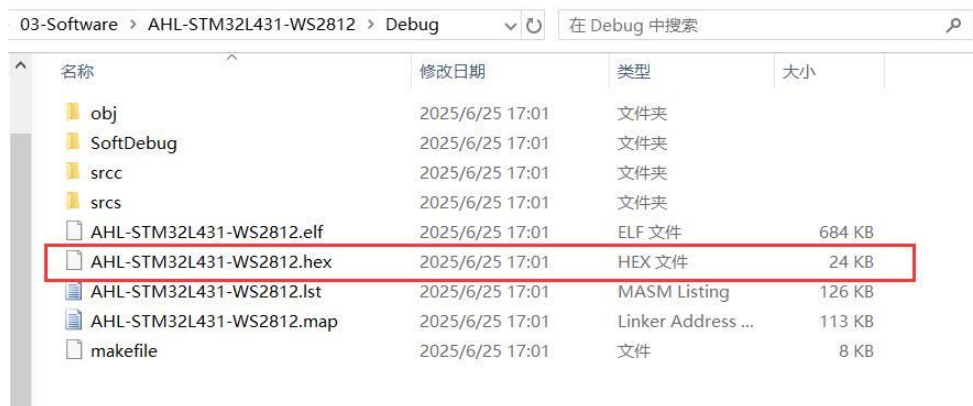 03-Software > AHL-STM32L431-WS2812 > Debug 在 Debug 中搜索
名称 修改日期 类型 大小
obj 2025/6/25 17:01 文件夹
SoftDebug 2025/6/25 17:01 文件夹
srcc 2025/6/25 17:01 文件夹
srcs 2025/6/25 17:01 文件夹
AHL-STM32L431-WS2812.elf 2025/6/25 17:01 ELF 文件 684 KB
AHL-STM32L431-WS2812.hex 2025/6/25 17:01 HEX 文件 24 KB
AHL-STM32L431-WS2812.lst 2025/6/25 17:01 MASM Listing 126 KB
AHL-STM32L431-WS2812.map 2025/6/25 17:01 Linker Address ... 113 KB
makefile 2025/6/25 17:01 文件 8 KB